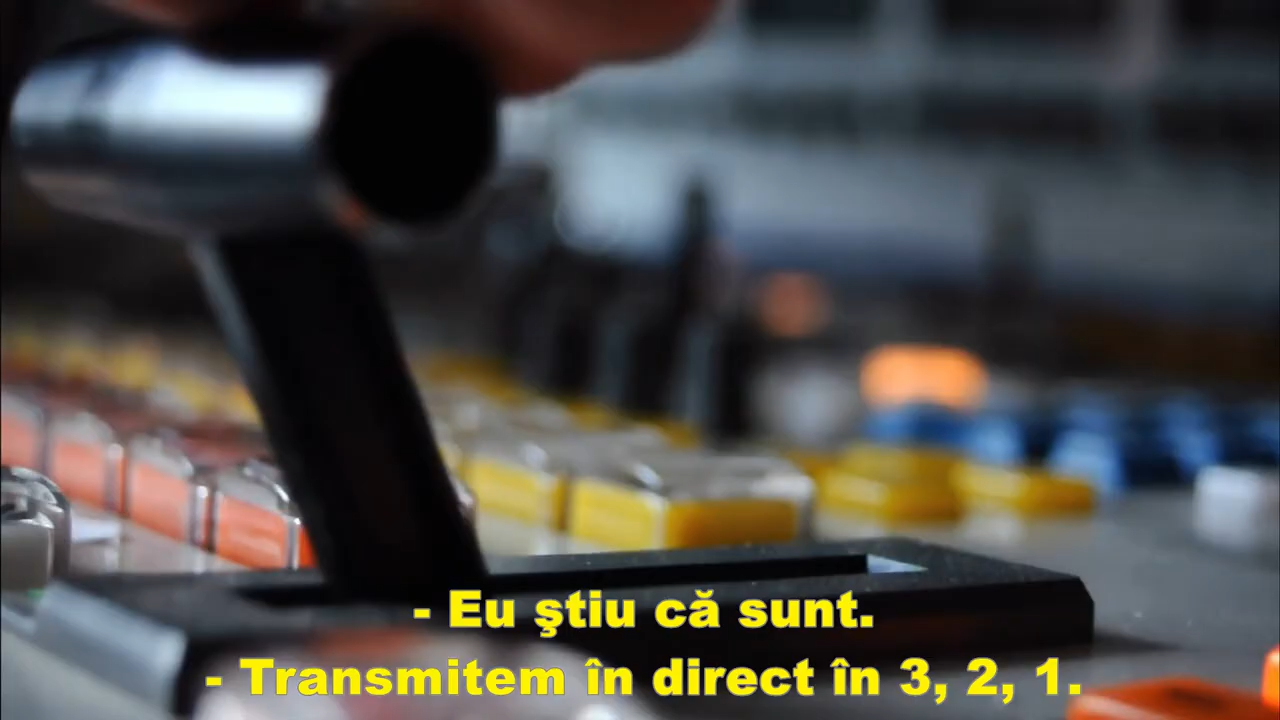 - Eu ştiu că sunt.
- Transmitem în direct în 3, 2, 1.